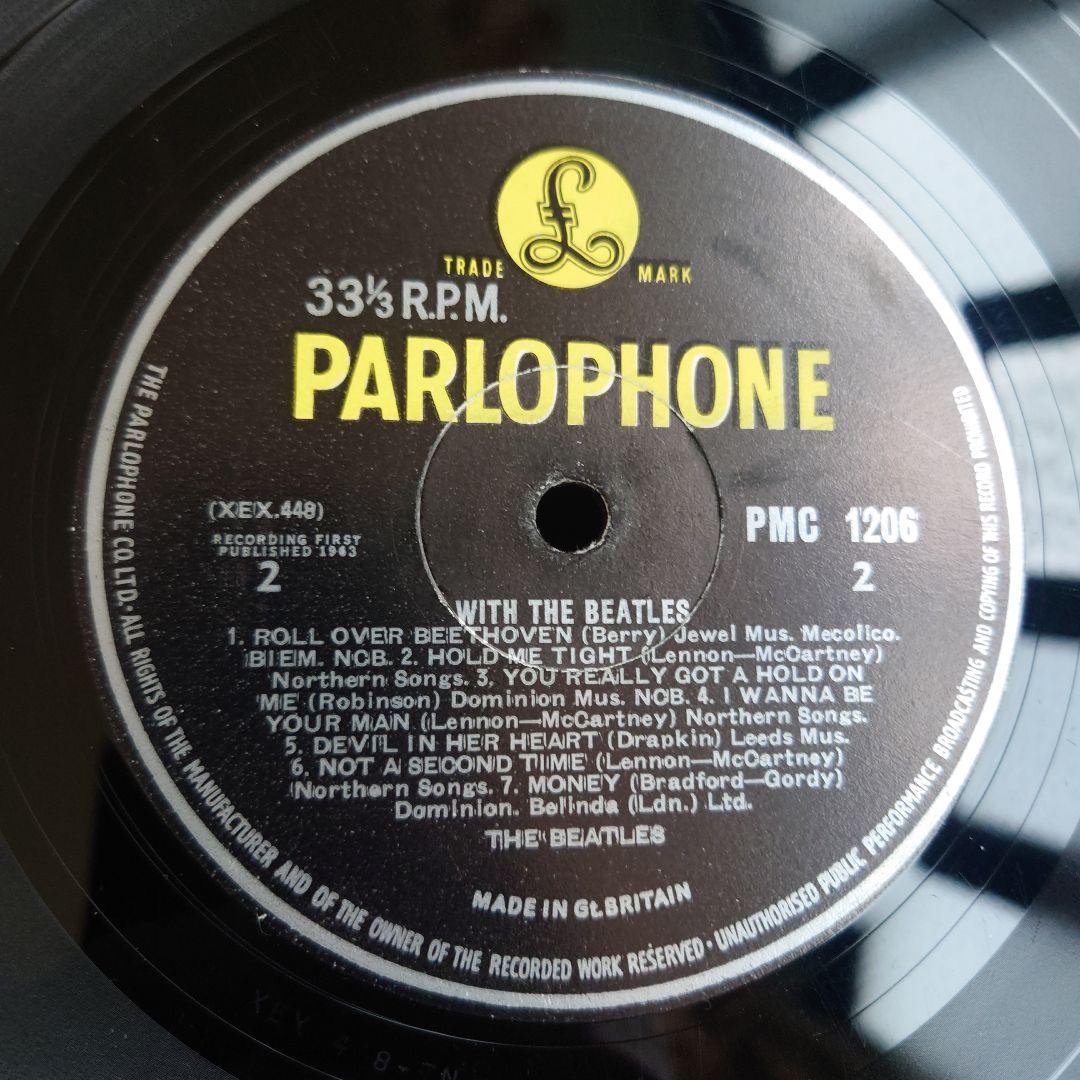 £
TRADE MARK
33⅓ R.P.M.
PARLOPHONE
(XEX.448)
RECORDING FIRST
PUBLISHED 1963
2
PMC 1206
2
WITH THE BEATLES
1. ROLL OVER BEETHOVEN (Berry) Jewel Mus. Mecolico.
BIEM. NCB. 2. HOLD ME TIGHT (Lennon—McCartney)
Northern Songs. 3. YOU REALLY GOT A HOLD ON
ME (Robinson) Dominion Mus. NCB. 4. I WANNA BE
YOUR MAN (Lennon—McCartney) Northern Songs.
5. DEVIL IN HER HEART (Drapkin) Leeds Mus.
6. NOT A SECOND TIME (Lennon—McCartney)
Northern Songs. 7. MONEY (Bradford—Gordy)
Dominion. Belinda (Ldn.) Ltd.
THE BEATLES
MADE IN Gt. BRITAIN
THE PARLOPHONE CO. LTD. · ALL RIGHTS OF THE MANUFACTURER AND OF THE OWNER OF THE RECORDED WORK RESERVED · UNAUTHORISED PUBLIC PERFORMANCE BROADCASTING AND COPYING OF THIS RECORD PROHIBITED